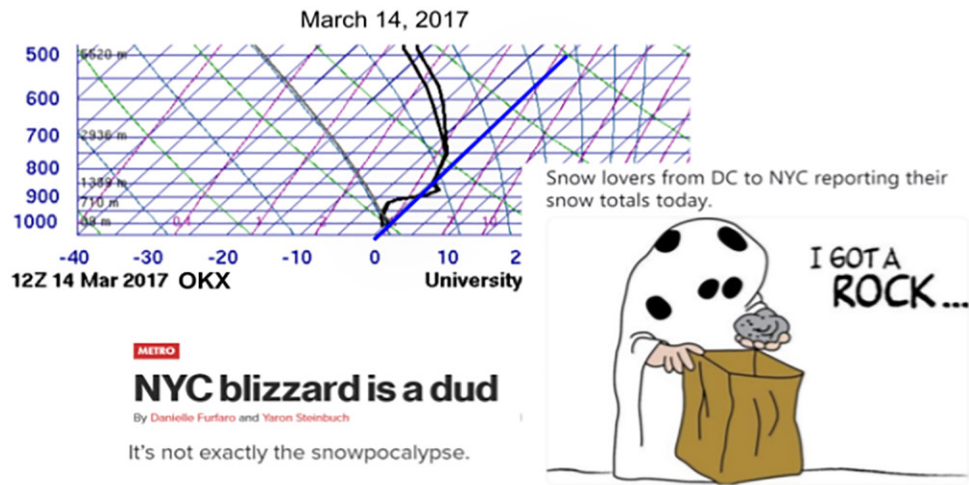 March 14, 2017
500
5520 m
600
700
2936 m
800
1389 m
900
710 m
1000
-40 -30 -20 -10 0 10 2
12Z 14 Mar 2017 OKX University
Snow lovers from DC to NYC reporting their
snow totals today.
I GOT A
ROCK...
METRO
NYC blizzard is a dud
By Danielle Furfaro and Yaron Steinbuch
It's not exactly the snowpocalypse.